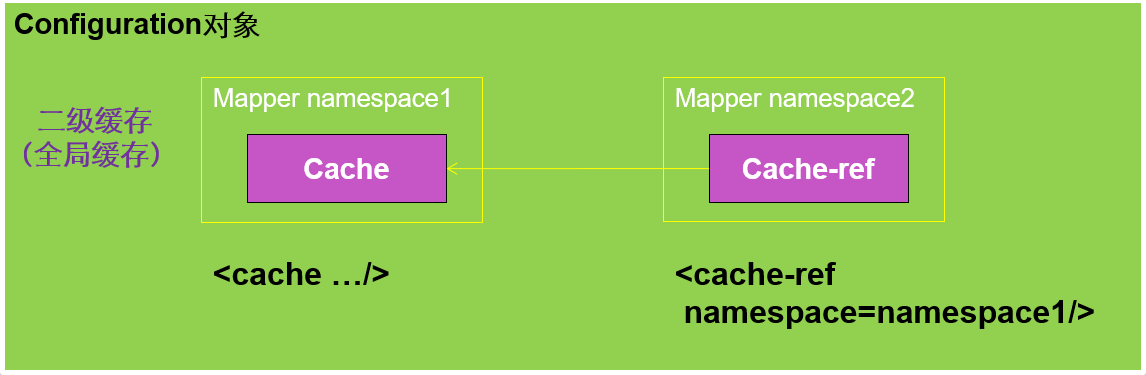 Configuration对象
二级缓存
（全局缓存）
Mapper namespace1
Cache
<cache …/>
Mapper namespace2
Cache-ref
<cache-ref
namespace=namespace1/>